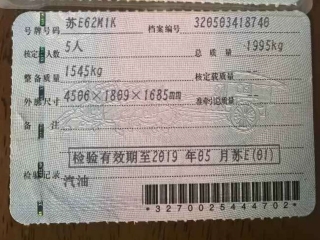 号牌号码 苏E62M1K 档案编号 320503418740
核定人数 5人 总质量 1995kg
整备质量 1545kg 核定载质量
外廓尺寸 4506×1809×1685mm 准牵引总质量
备注
检验有效期至2019年05月苏E(01)
检验记录 汽油
*3270025444702*